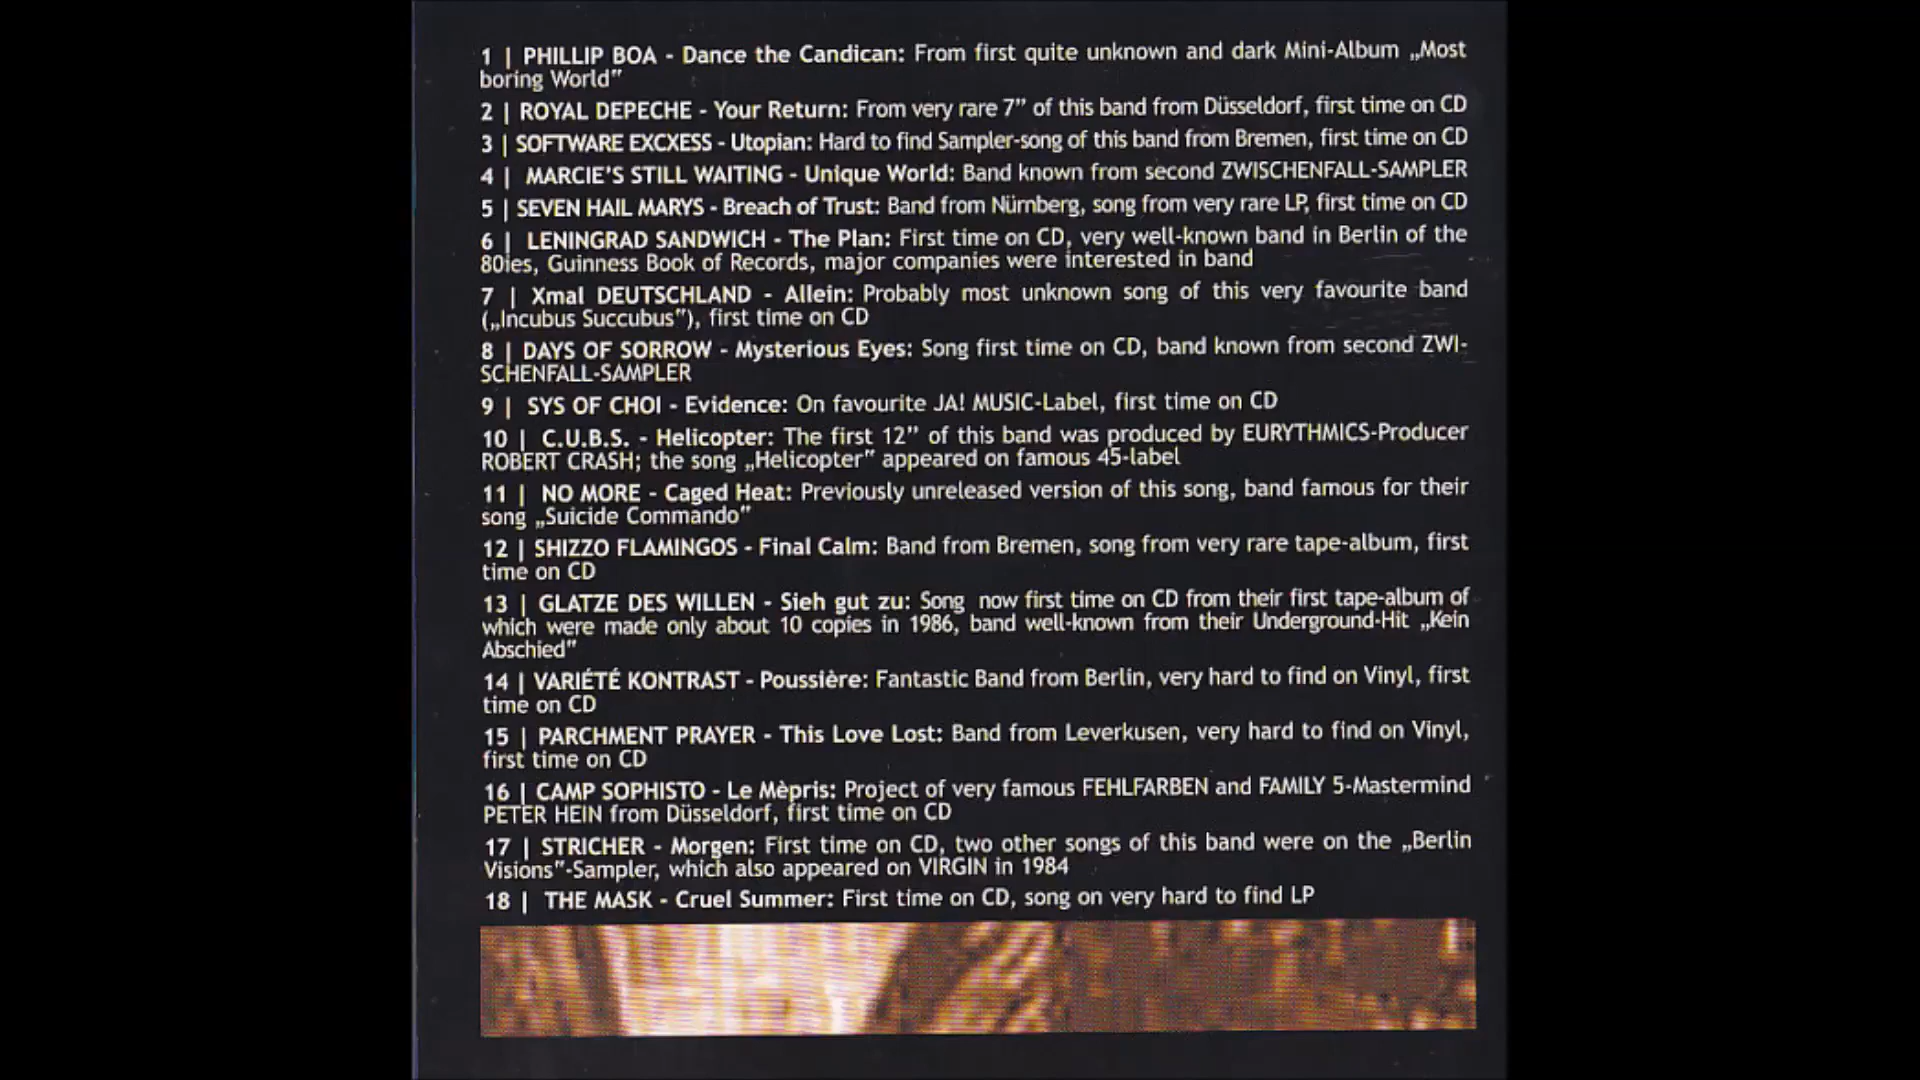 1 | PHILLIP BOA - Dance the Candican: From first quite unknown and dark Mini-Album „Most
boring World”
2 | ROYAL DEPECHE - Your Return: From very rare 7” of this band from Düsseldorf, first time on CD
3 | SOFTWARE EXCXESS - Utopian: Hard to find Sampler-song of this band from Bremen, first time on CD
4 | MARCIE'S STILL WAITING - Unique World: Band known from second ZWISCHENFALL-SAMPLER
5 | SEVEN HAIL MARYS - Breach of Trust: Band from Nürnberg, song from very rare LP, first time on CD
6 | LENINGRAD SANDWICH - The Plan: First time on CD, very well-known band in Berlin of the
80ies, Guinness Book of Records, major companies were interested in band
7 | Xmal DEUTSCHLAND - Allein: Probably most unknown song of this very favourite band
(„Incubus Succubus”), first time on CD
8 | DAYS OF SORROW - Mysterious Eyes: Song first time on CD, band known from second ZWI-
SCHENFALL-SAMPLER
9 | SYS OF CHOI - Evidence: On favourite JA! MUSIC-Label, first time on CD
10 | C.U.B.S. - Helicopter: The first 12” of this band was produced by EURYTHMICS-Producer
ROBERT CRASH; the song „Helicopter” appeared on famous 45-label
11 | NO MORE - Caged Heat: Previously unreleased version of this song, band famous for their
song „Suicide Commando”
12 | SHIZZO FLAMINGOS - Final Calm: Band from Bremen, song from very rare tape-album, first
time on CD
13 | GLATZE DES WILLEN - Sieh gut zu: Song now first time on CD from their first tape-album of
which were made only about 10 copies in 1986, band well-known from their Underground-Hit „Kein
Abschied”
14 | VARIÉTÉ KONTRAST - Poussière: Fantastic Band from Berlin, very hard to find on Vinyl, first
time on CD
15 | PARCHMENT PRAYER - This Love Lost: Band from Leverkusen, very hard to find on Vinyl,
first time on CD
16 | CAMP SOPHISTO - Le Mèpris: Project of very famous FEHLFARBEN and FAMILY 5-Mastermind
PETER HEIN from Düsseldorf, first time on CD
17 | STRICHER - Morgen: First time on CD, two other songs of this band were on the „Berlin
Visions”-Sampler, which also appeared on VIRGIN in 1984
18 | THE MASK - Cruel Summer: First time on CD, song on very hard to find LP